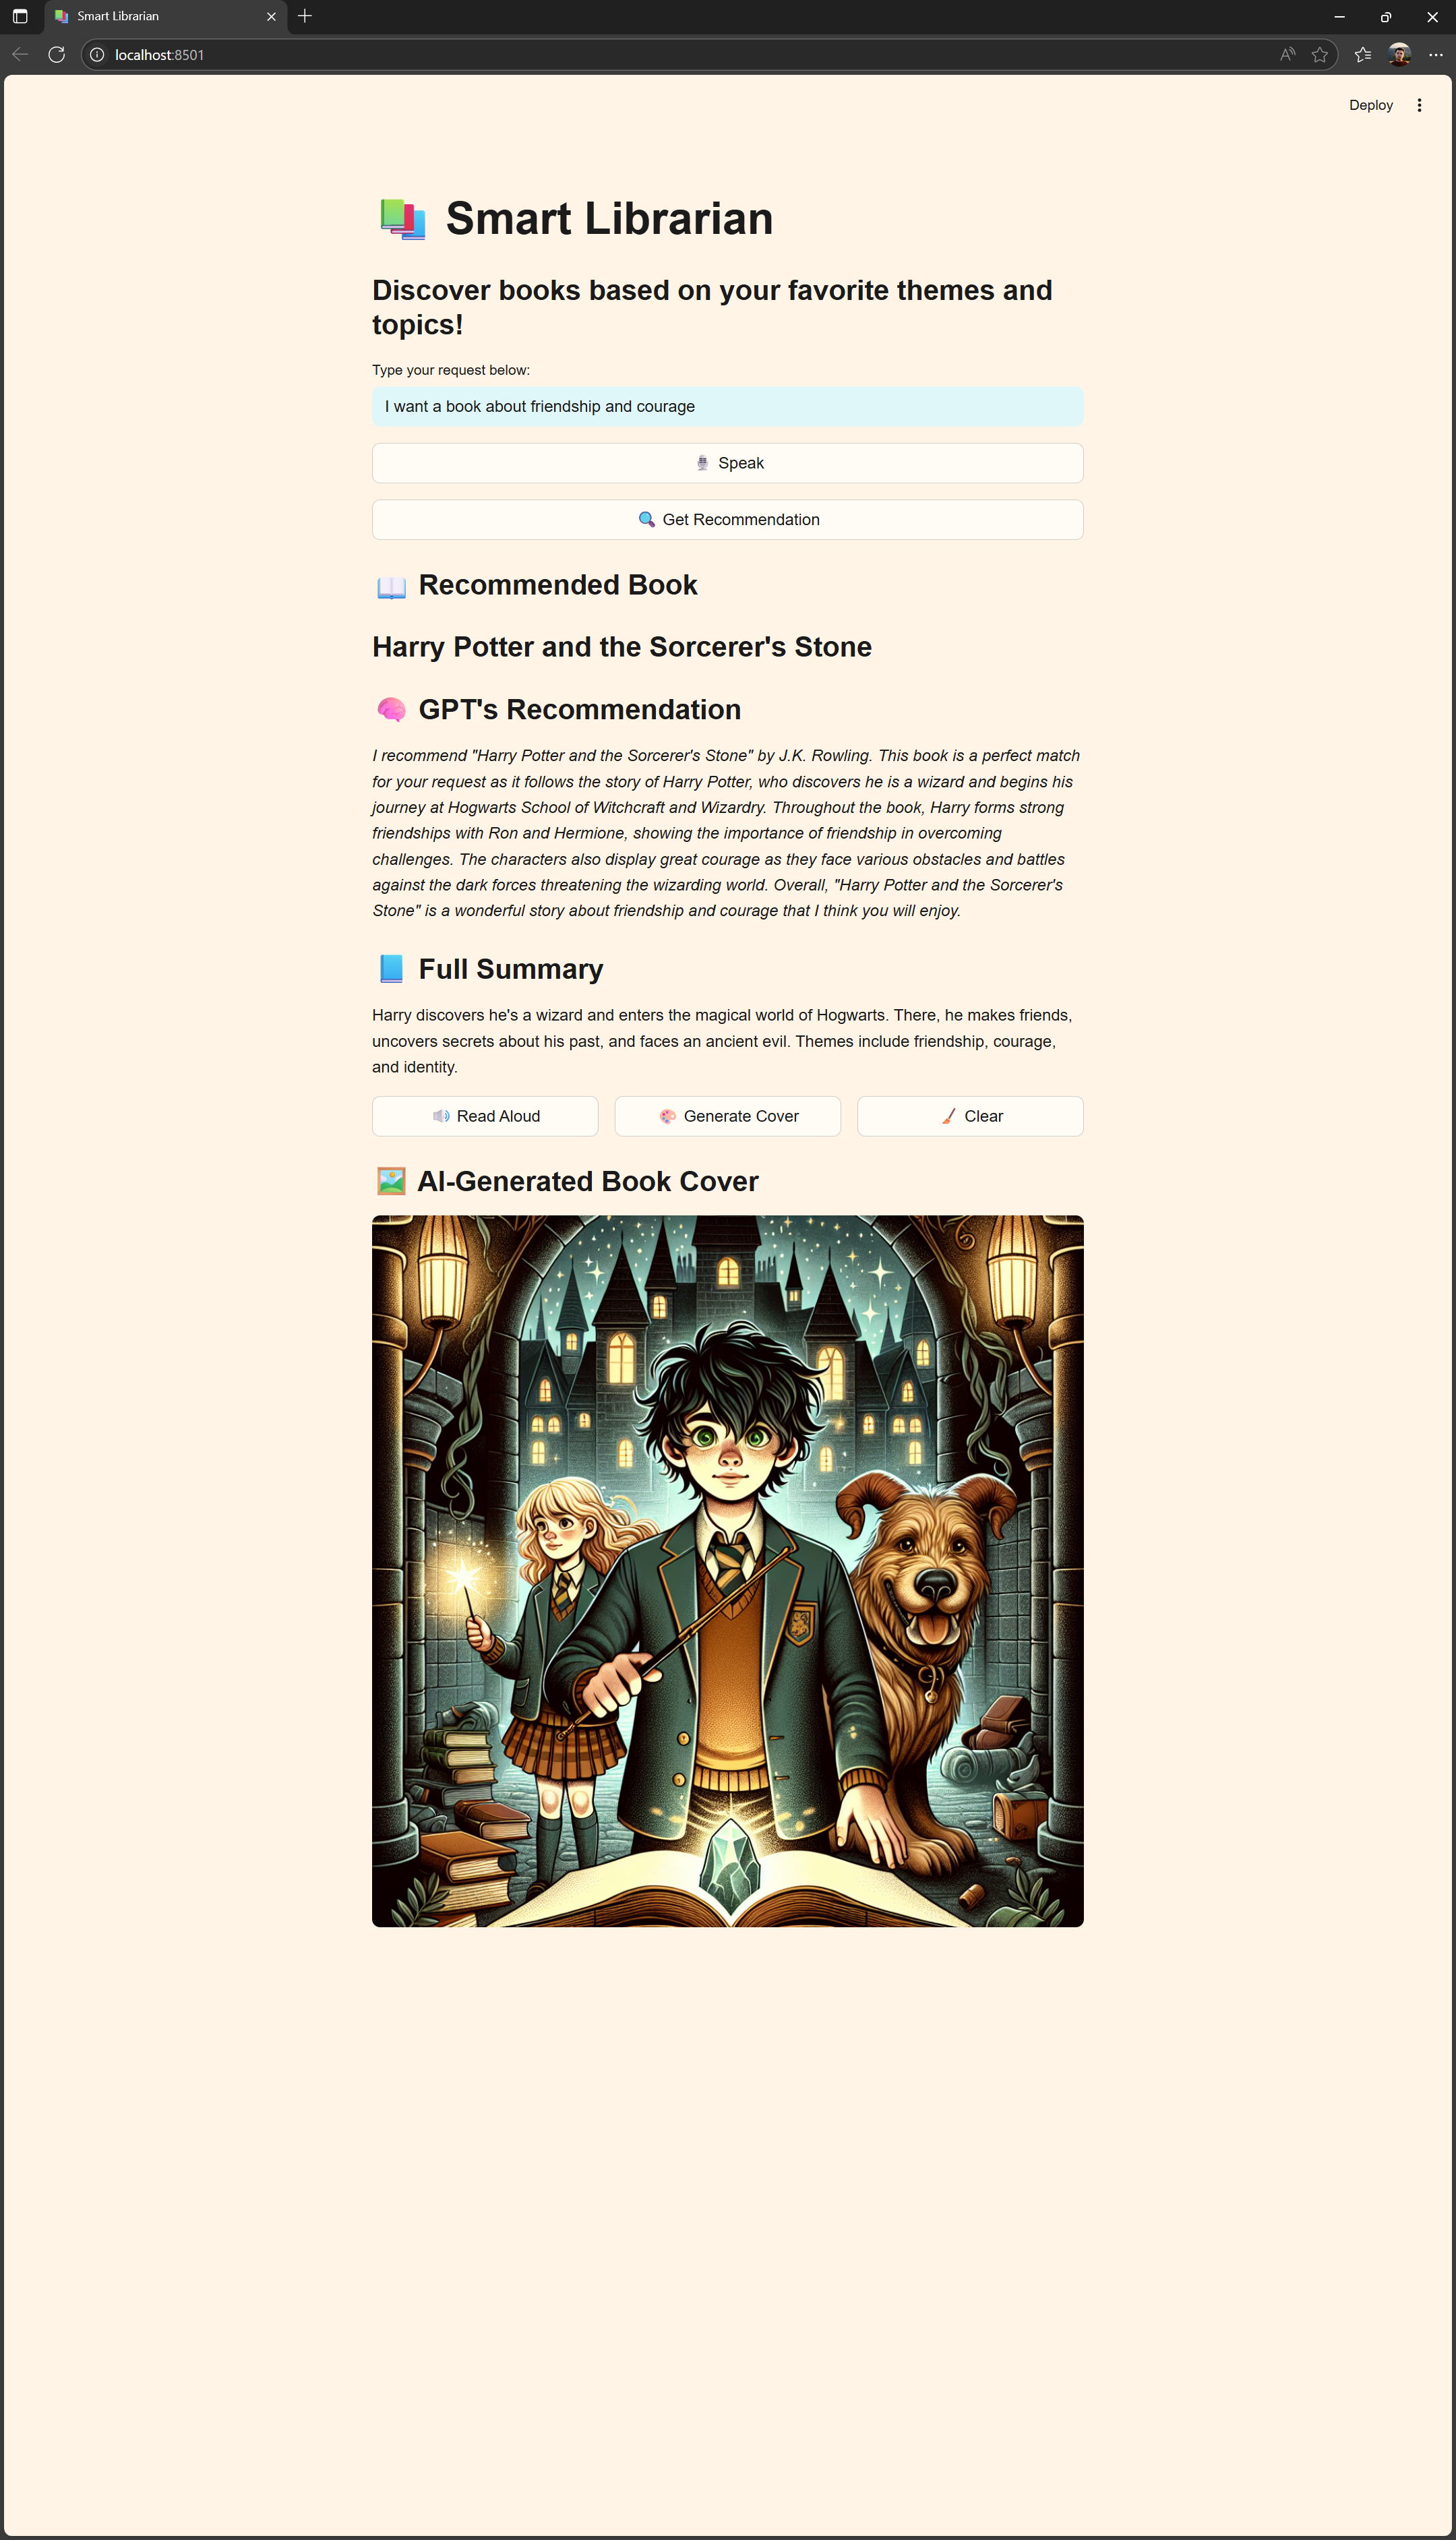 Smart Librarian
localhost:8501
Deploy
Smart Librarian
Discover books based on your favorite themes and
topics!
Type your request below:
I want a book about friendship and courage
Speak
Get Recommendation
Recommended Book
Harry Potter and the Sorcerer's Stone
GPT's Recommendation
I recommend "Harry Potter and the Sorcerer's Stone" by J.K. Rowling. This book is a perfect match
for your request as it follows the story of Harry Potter, who discovers he is a wizard and begins his
journey at Hogwarts School of Witchcraft and Wizardry. Throughout the book, Harry forms strong
friendships with Ron and Hermione, showing the importance of friendship in overcoming
challenges. The characters also display great courage as they face various obstacles and battles
against the dark forces threatening the wizarding world. Overall, "Harry Potter and the Sorcerer's
Stone" is a wonderful story about friendship and courage that I think you will enjoy.
Full Summary
Harry discovers he's a wizard and enters the magical world of Hogwarts. There, he makes friends,
uncovers secrets about his past, and faces an ancient evil. Themes include friendship, courage,
and identity.
Read Aloud
Generate Cover
Clear
AI-Generated Book Cover